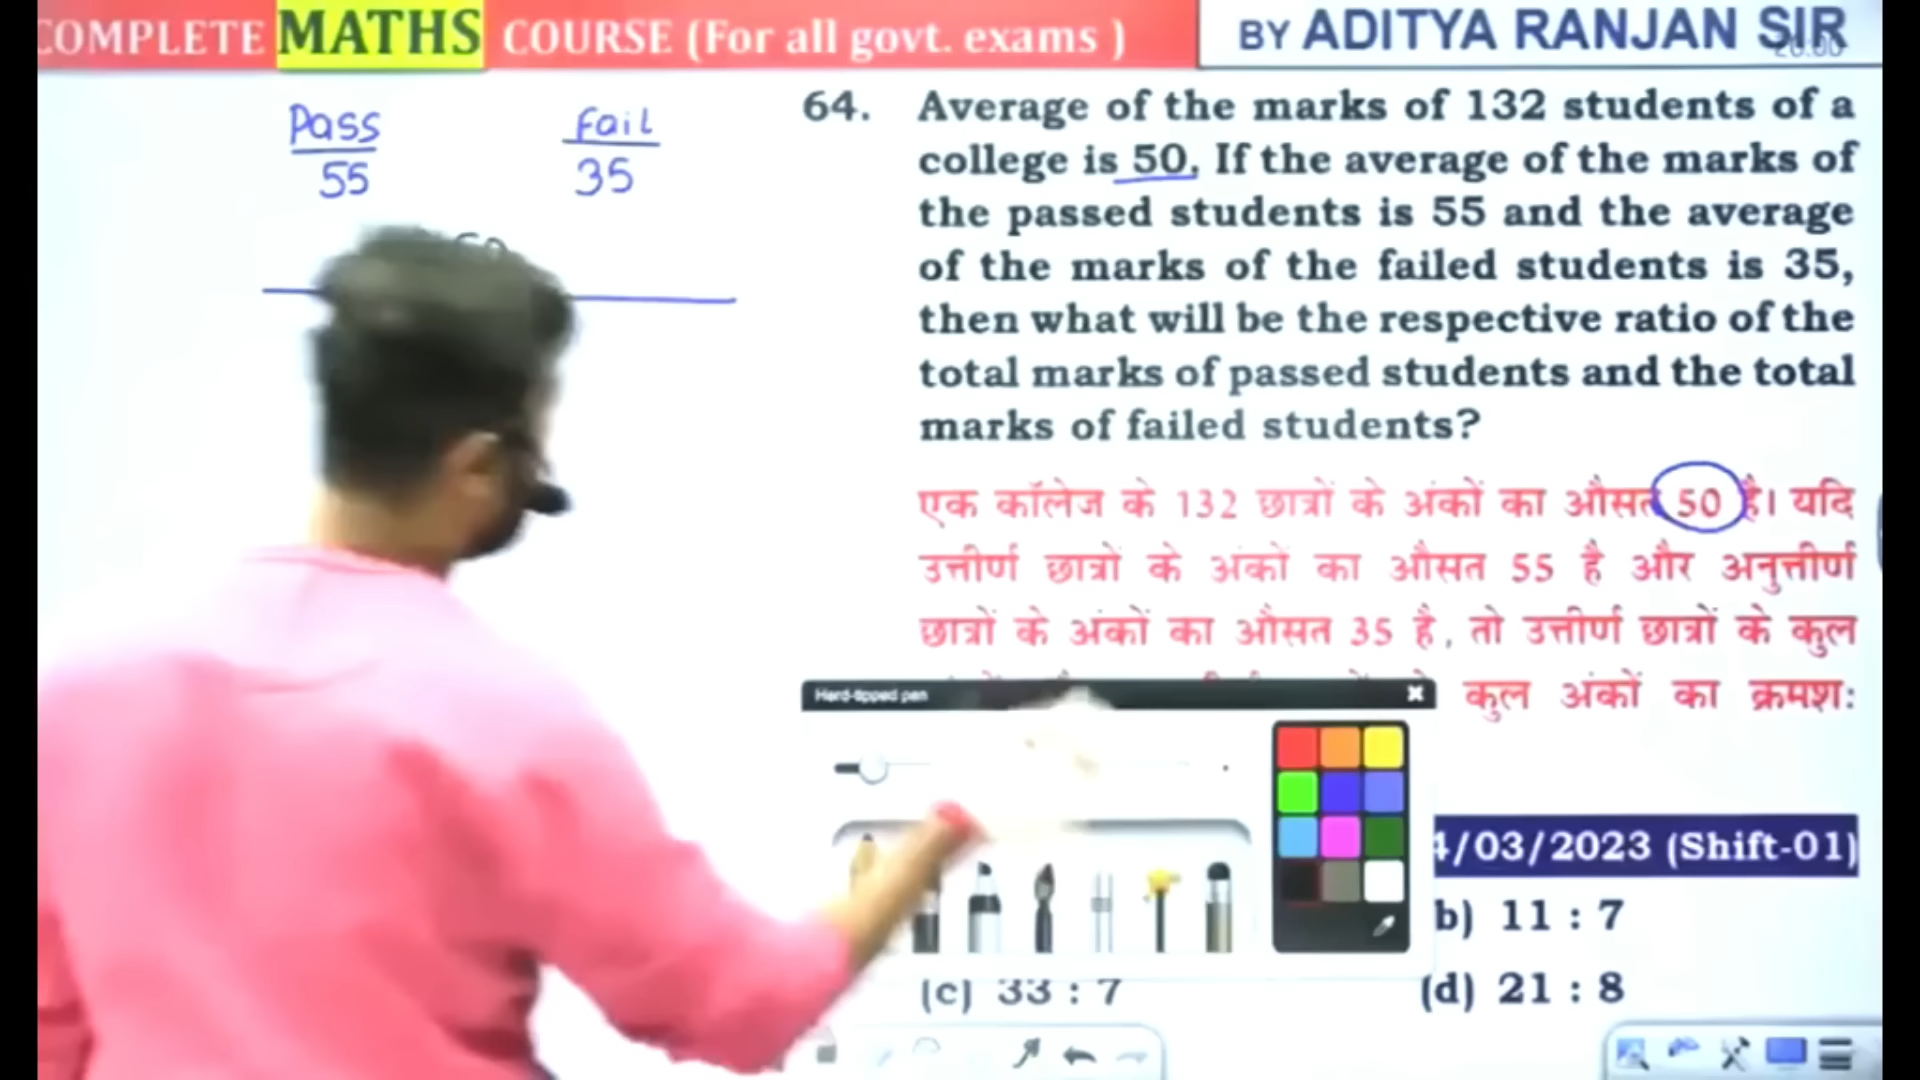 COMPLETE MATHS COURSE (For all govt. exams )
BY ADITYA RANJAN SIR
Pass
55
Fail
35
64. Average of the marks of 132 students of a
college is 50. If the average of the marks of
the passed students is 55 and the average
of the marks of the failed students is 35,
then what will be the respective ratio of the
total marks of passed students and the total
marks of failed students?
एक कॉलेज के 132 छात्रों के अंकों का औसत 50 है। यदि
उत्तीर्ण छात्रों के अंकों का औसत 55 है और अनुत्तीर्ण
छात्रों के अंकों का औसत 35 है, तो उत्तीर्ण छात्रों के कुल
कुल अंकों का क्रमशः
Hard-tipped pen
4/03/2023 (Shift-01)
b) 11 : 7
(c) 33 : 7
(d) 21 : 8